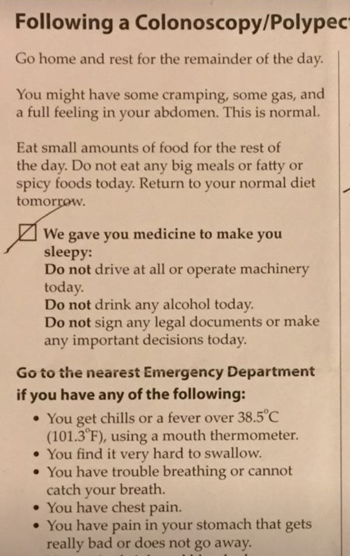 Following a Colonoscopy/Polypec
Go home and rest for the remainder of the day.
You might have some cramping, some gas, and
a full feeling in your abdomen. This is normal.
Eat small amounts of food for the rest of
the day. Do not eat any big meals or fatty or
spicy foods today. Return to your normal diet
tomorrow.
We gave you medicine to make you
sleepy:
Do not drive at all or operate machinery
today.
Do not drink any alcohol today.
Do not sign any legal documents or make
any important decisions today.
Go to the nearest Emergency Department
if you have any of the following:
• You get chills or a fever over 38.5°C
(101.3°F), using a mouth thermometer.
• You find it very hard to swallow.
• You have trouble breathing or cannot
catch your breath.
• You have chest pain.
• You have pain in your stomach that gets
really bad or does not go away.